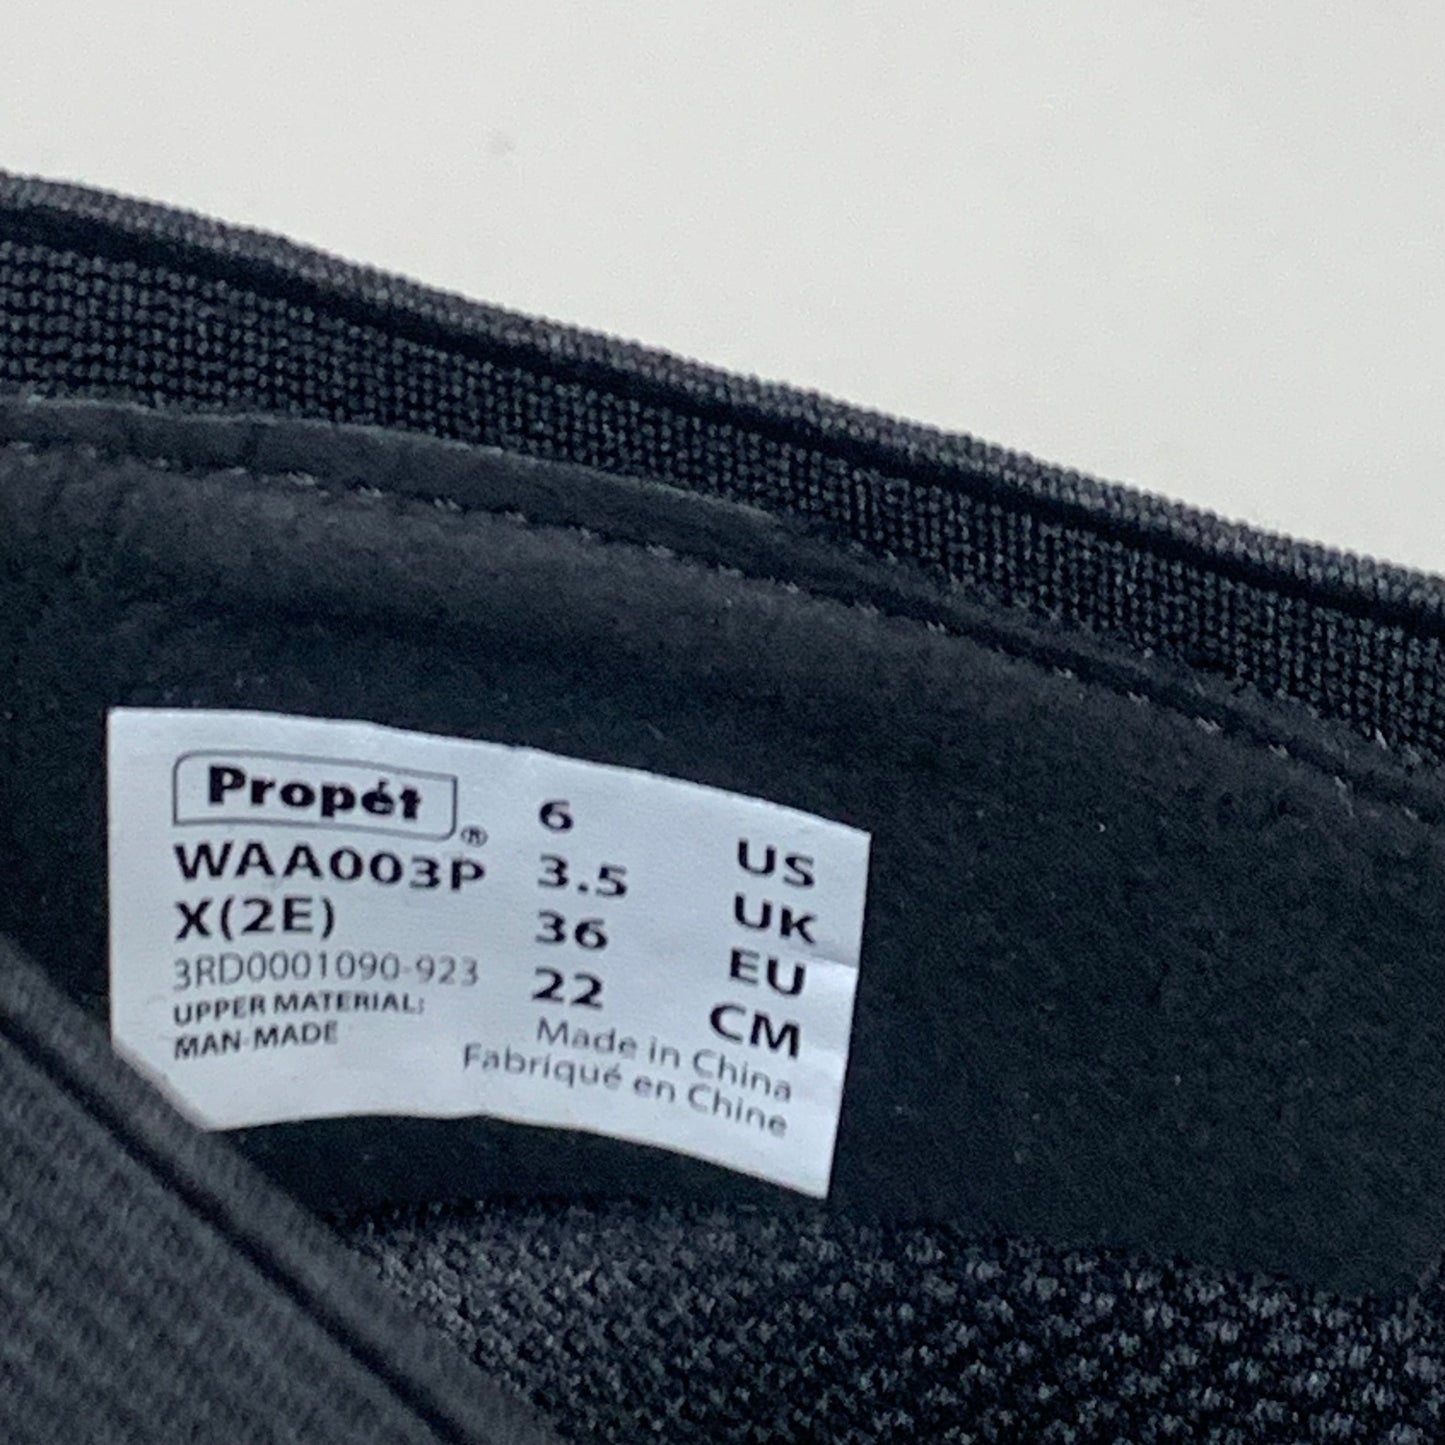 Propét®
WAA003P
X(2E)
3RD0001090-923
UPPER MATERIAL:
MAN-MADE
6 US
3.5 UK
36 EU
22 CM
Made in China
Fabriqué en Chine